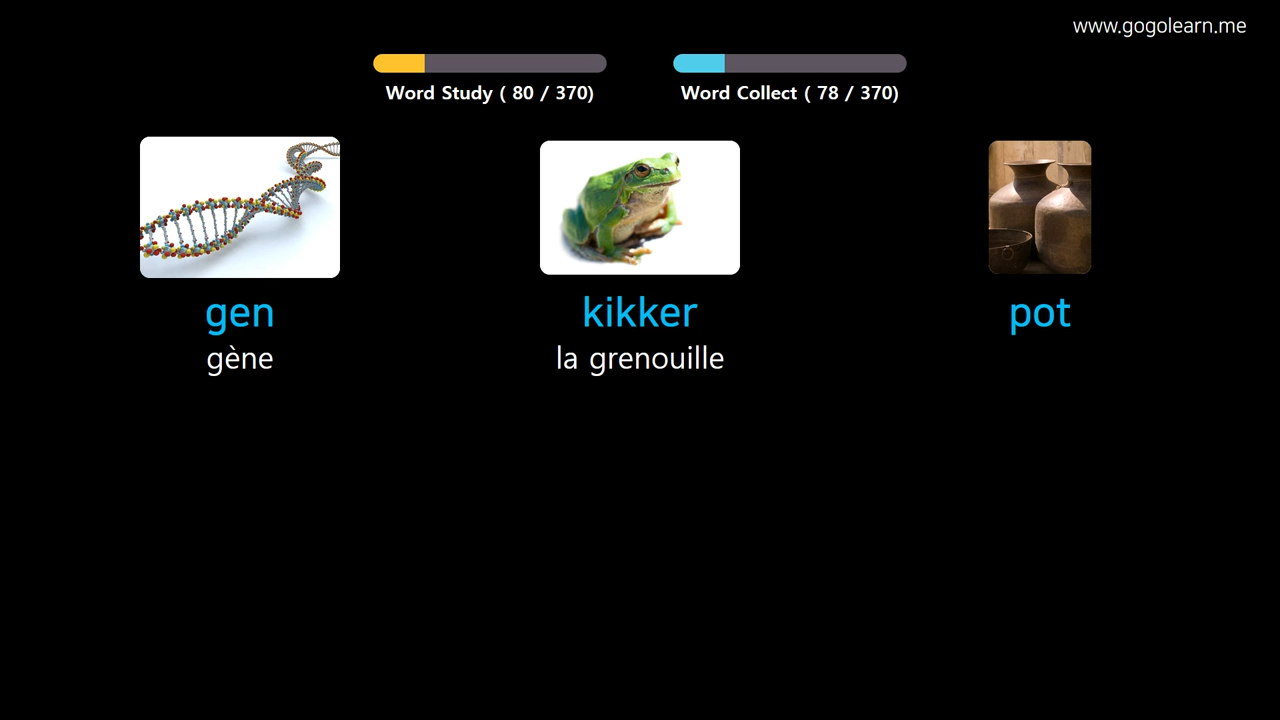 www.gogolearn.me
Word Study ( 80 / 370)
Word Collect ( 78 / 370)
gen
kikker
pot
gène
la grenouille